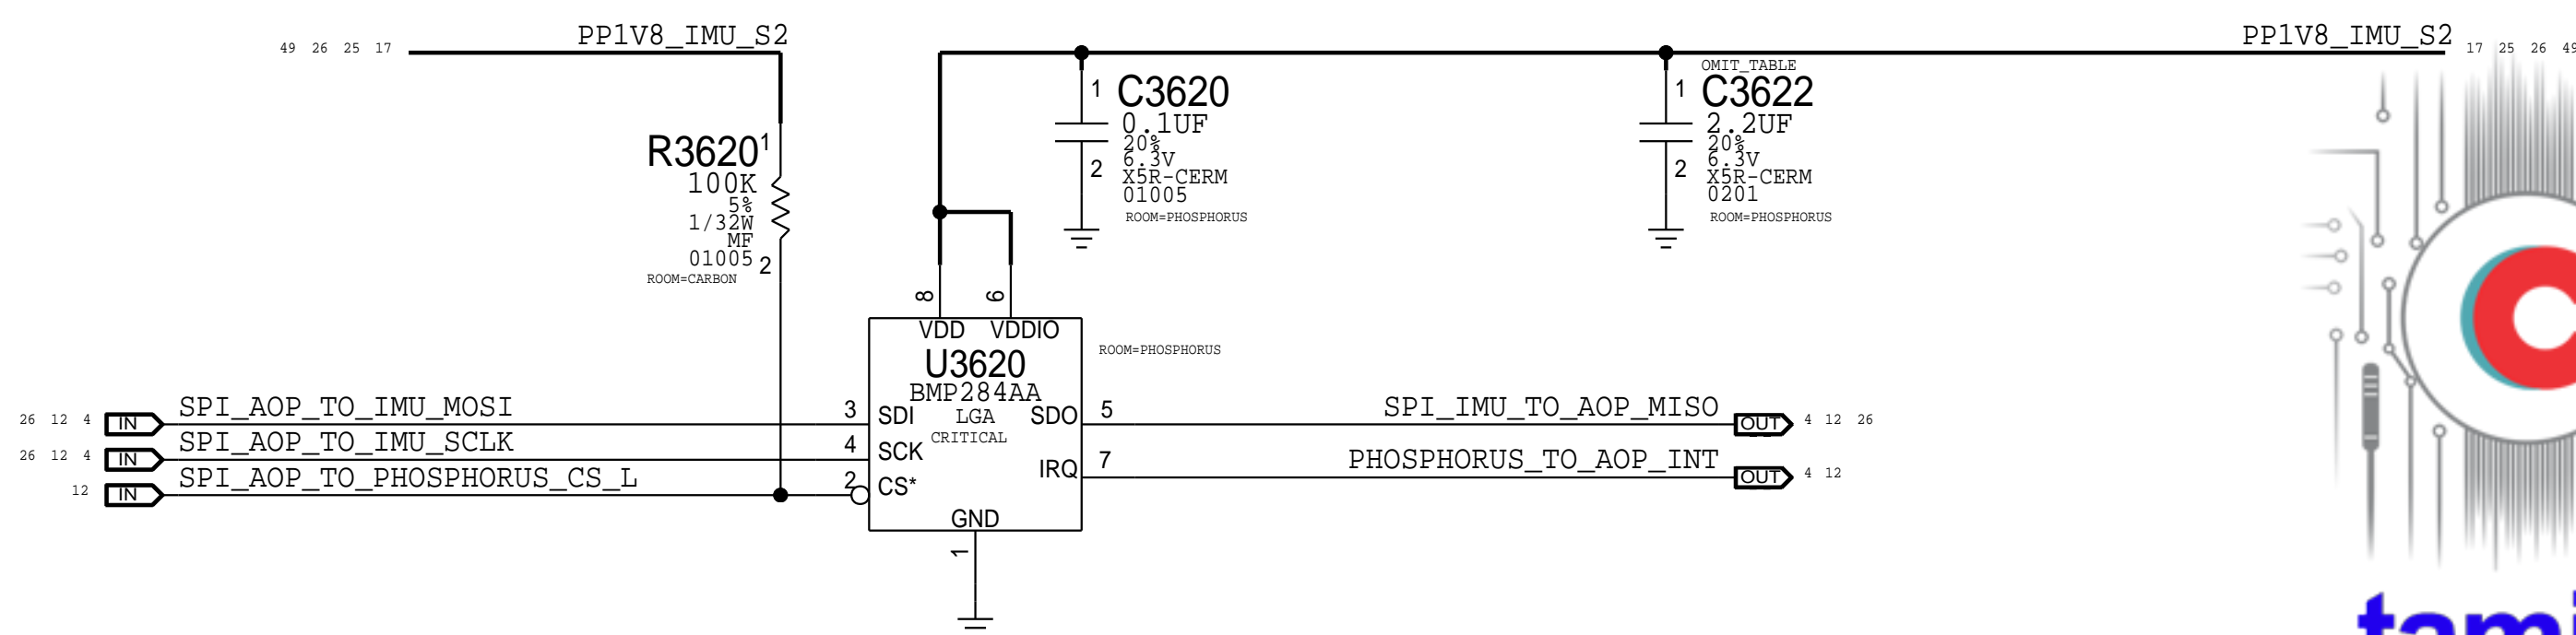 PP1V8_IMU_S2
49 26 25 17
PP1V8_IMU_S2
17 25 26 49
R3620
1
100K
5%
1/32W
MF
01005
2
ROOM=CARBON
1
C3620
0.1UF
20%
6.3V
2
X5R-CERM
01005
ROOM=PHOSPHORUS
OMIT_TABLE
1
C3622
2.2UF
20%
6.3V
2
X5R-CERM
0201
ROOM=PHOSPHORUS
8
6
VDD VDDIO
U3620
BMP284AA
LGA
CRITICAL
ROOM=PHOSPHORUS
26 12 4 IN SPI_AOP_TO_IMU_MOSI 3 SDI
26 12 4 IN SPI_AOP_TO_IMU_SCLK 4 SCK
12 IN SPI_AOP_TO_PHOSPHORUS_CS_L 2 CS*
SDO 5 SPI_IMU_TO_AOP_MISO OUT 4 12 26
IRQ 7 PHOSPHORUS_TO_AOP_INT OUT 4 12
GND
1